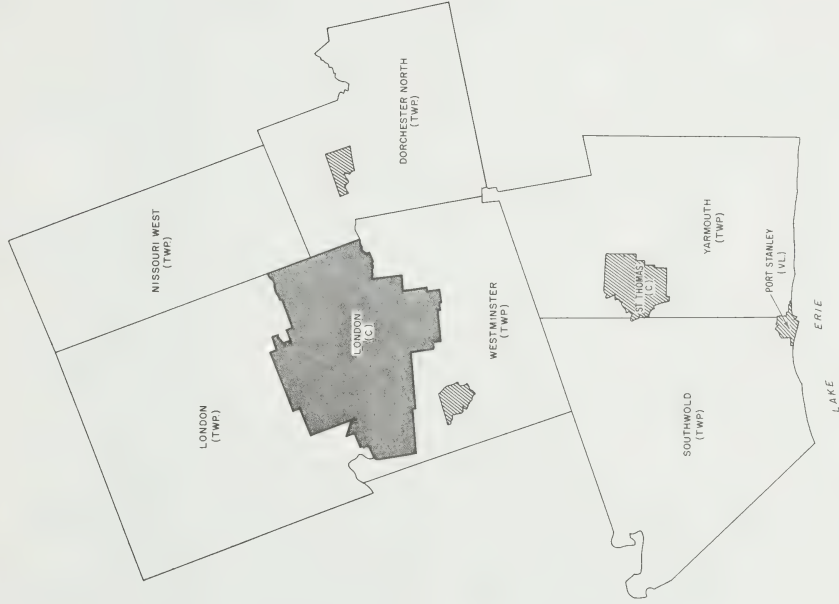 NISSOURI WEST
(TWP.)
LONDON
(TWP.)
DORCHESTER NORTH
(TWP.)
LONDON
(C)
WESTMINSTER
(TWP.)
ST THOMAS
(C)
YARMOUTH
(TWP.)
PORT STANLEY
(VL.)
SOUTHWOLD
(TWP.)
LAKE ERIE